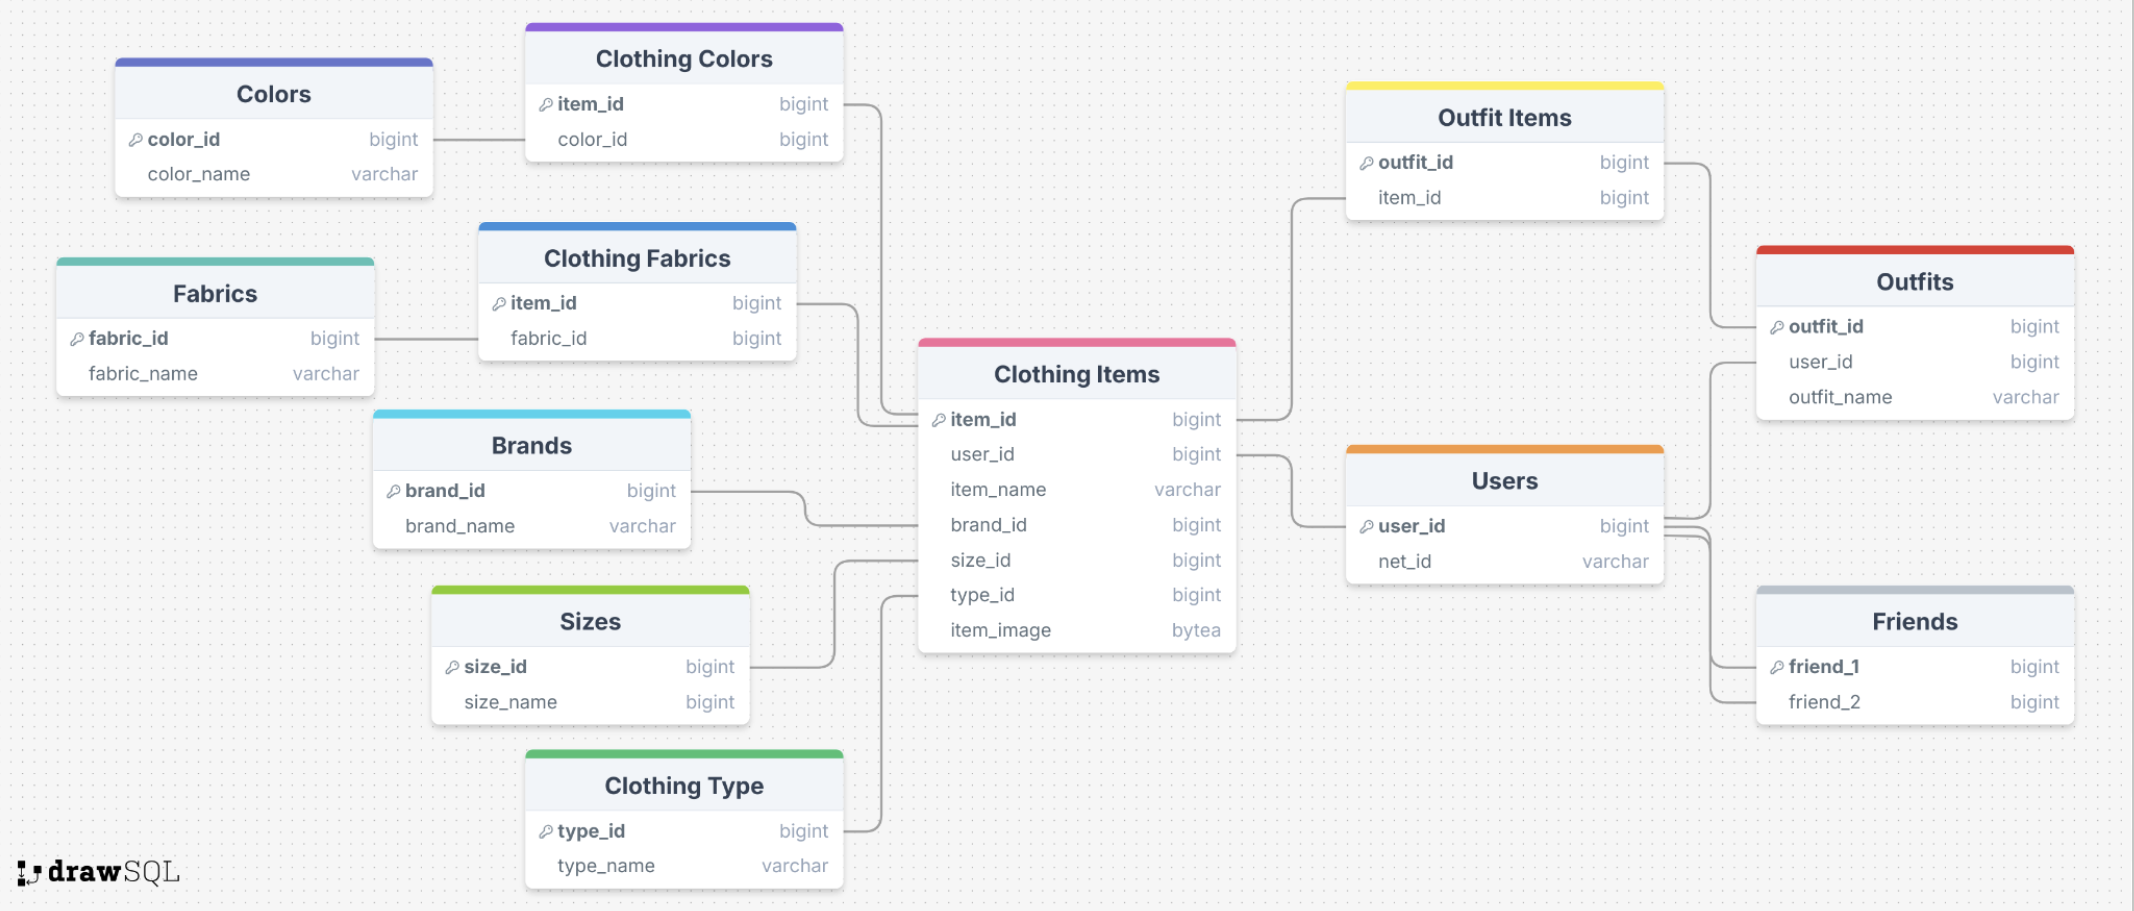 Colors
color_id bigint
color_name varchar
Clothing Colors
item_id bigint
color_id bigint
Fabrics
fabric_id bigint
fabric_name varchar
Clothing Fabrics
item_id bigint
fabric_id bigint
Brands
brand_id bigint
brand_name varchar
Sizes
size_id bigint
size_name bigint
Clothing Type
type_id bigint
type_name varchar
Clothing Items
item_id bigint
user_id bigint
item_name varchar
brand_id bigint
size_id bigint
type_id bigint
item_image bytea
Outfit Items
outfit_id bigint
item_id bigint
Outfits
outfit_id bigint
user_id bigint
outfit_name varchar
Users
user_id bigint
net_id varchar
Friends
friend_1 bigint
friend_2 bigint
drawSQL